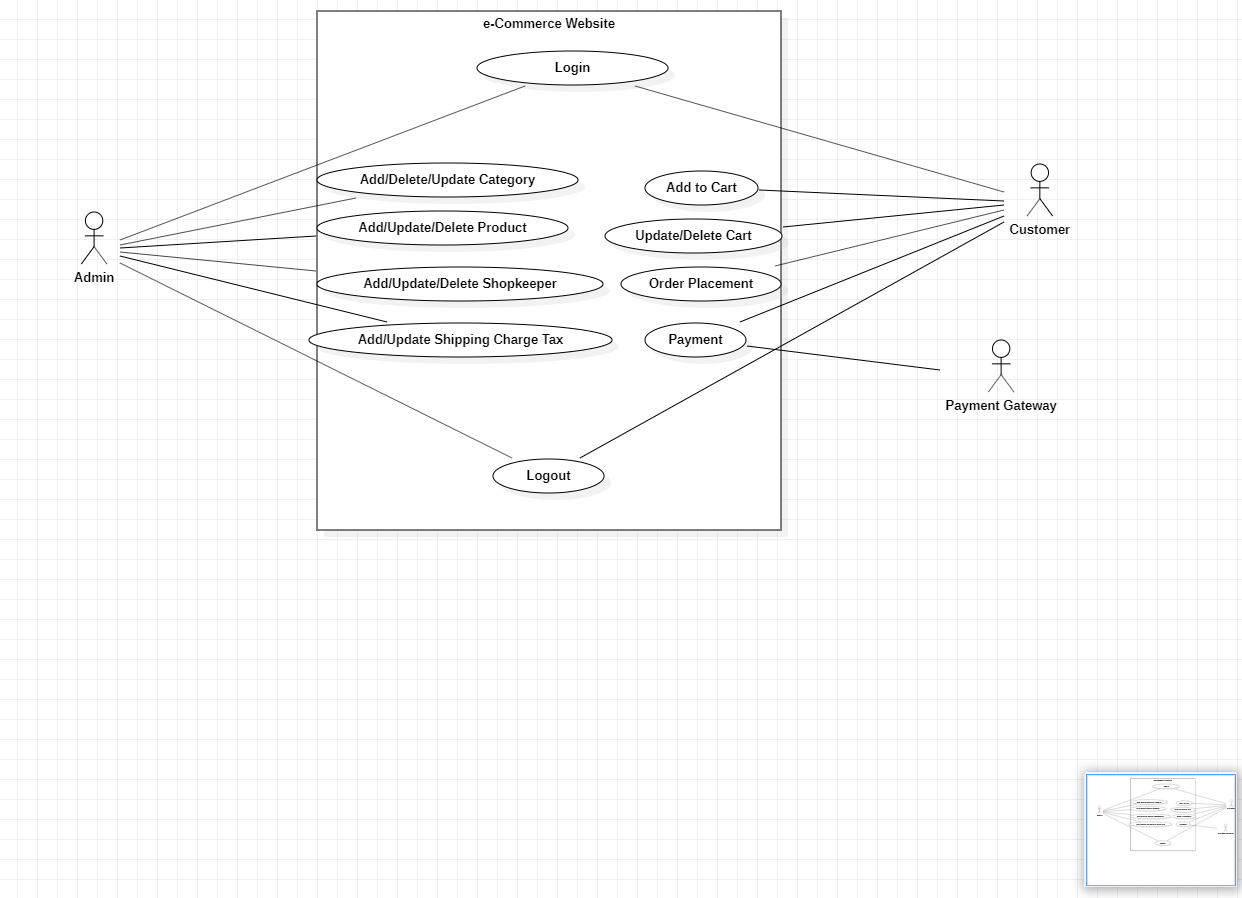 e-Commerce Website
Login
Add/Delete/Update Category
Add to Cart
Add/Update/Delete Product
Update/Delete Cart
Customer
Admin
Add/Update/Delete Shopkeeper
Order Placement
Add/Update Shipping Charge Tax
Payment
Payment Gateway
Logout